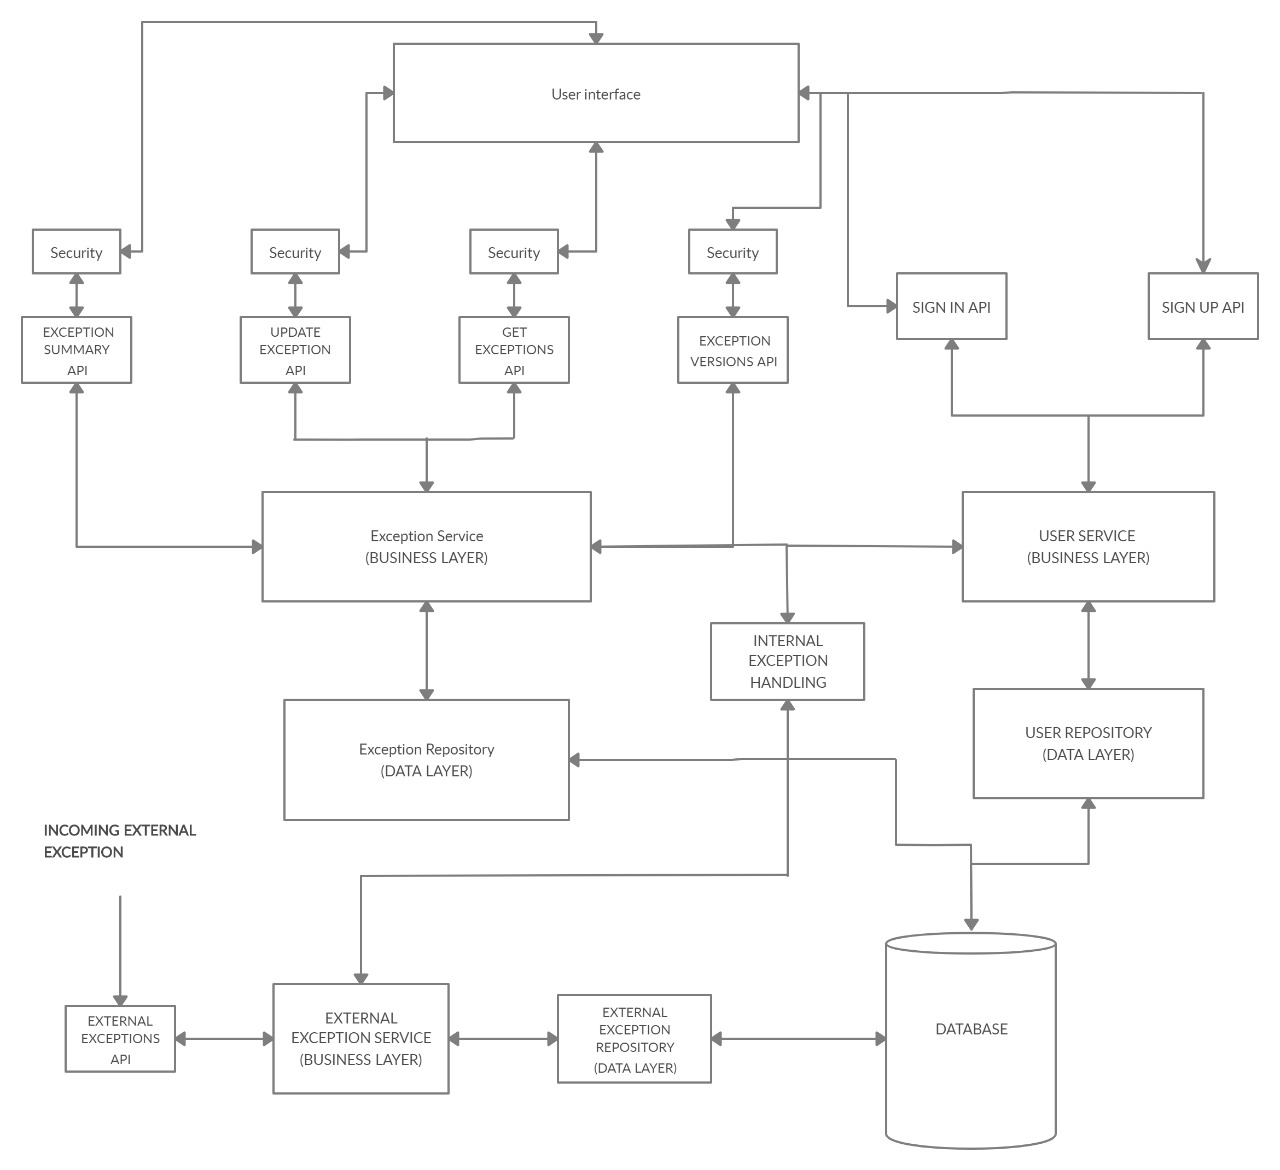 User interface
Security
Security
Security
Security
EXCEPTION
SUMMARY
API
UPDATE
EXCEPTION
API
GET
EXCEPTIONS
API
EXCEPTION
VERSIONS API
SIGN IN API
SIGN UP API
Exception Service
(BUSINESS LAYER)
USER SERVICE
(BUSINESS LAYER)
INTERNAL
EXCEPTION
HANDLING
Exception Repository
(DATA LAYER)
USER REPOSITORY
(DATA LAYER)
INCOMING EXTERNAL
EXCEPTION
EXTERNAL
EXCEPTIONS
API
EXTERNAL
EXCEPTION SERVICE
(BUSINESS LAYER)
EXTERNAL
EXCEPTION
REPOSITORY
(DATA LAYER)
DATABASE